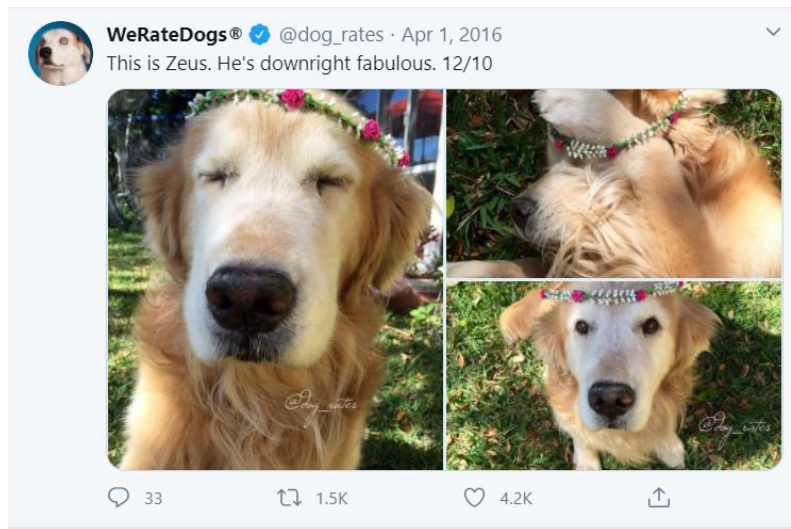 WeRateDogs® @dog_rates · Apr 1, 2016
This is Zeus. He's downright fabulous. 12/10
@dog_rates
@dog_rates
33 1.5K 4.2K